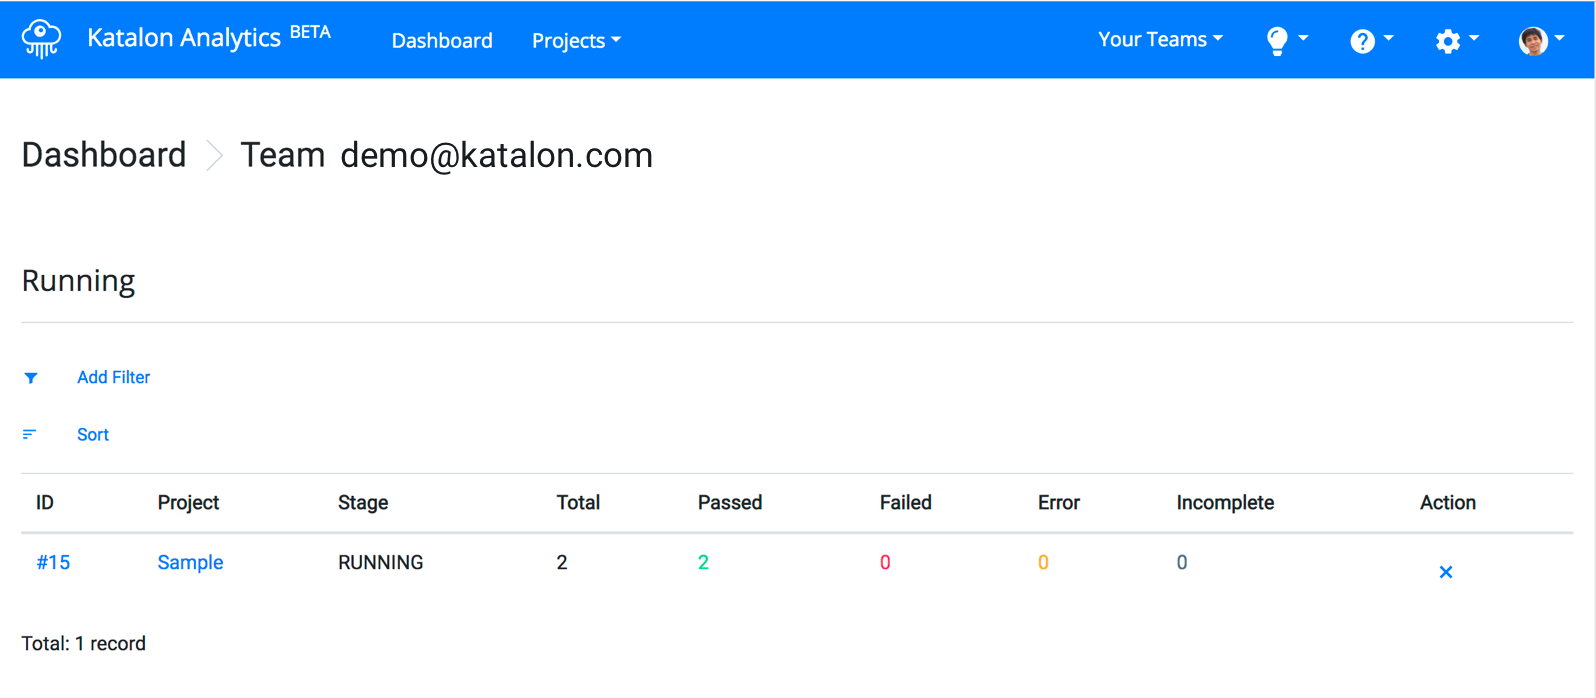 Katalon Analytics BETA Dashboard Projects Your Teams
Dashboard Team demo@katalon.com
Running
Add Filter
Sort
ID Project Stage Total Passed Failed Error Incomplete Action
#15 Sample RUNNING 2 2 0 0 0
Total: 1 record